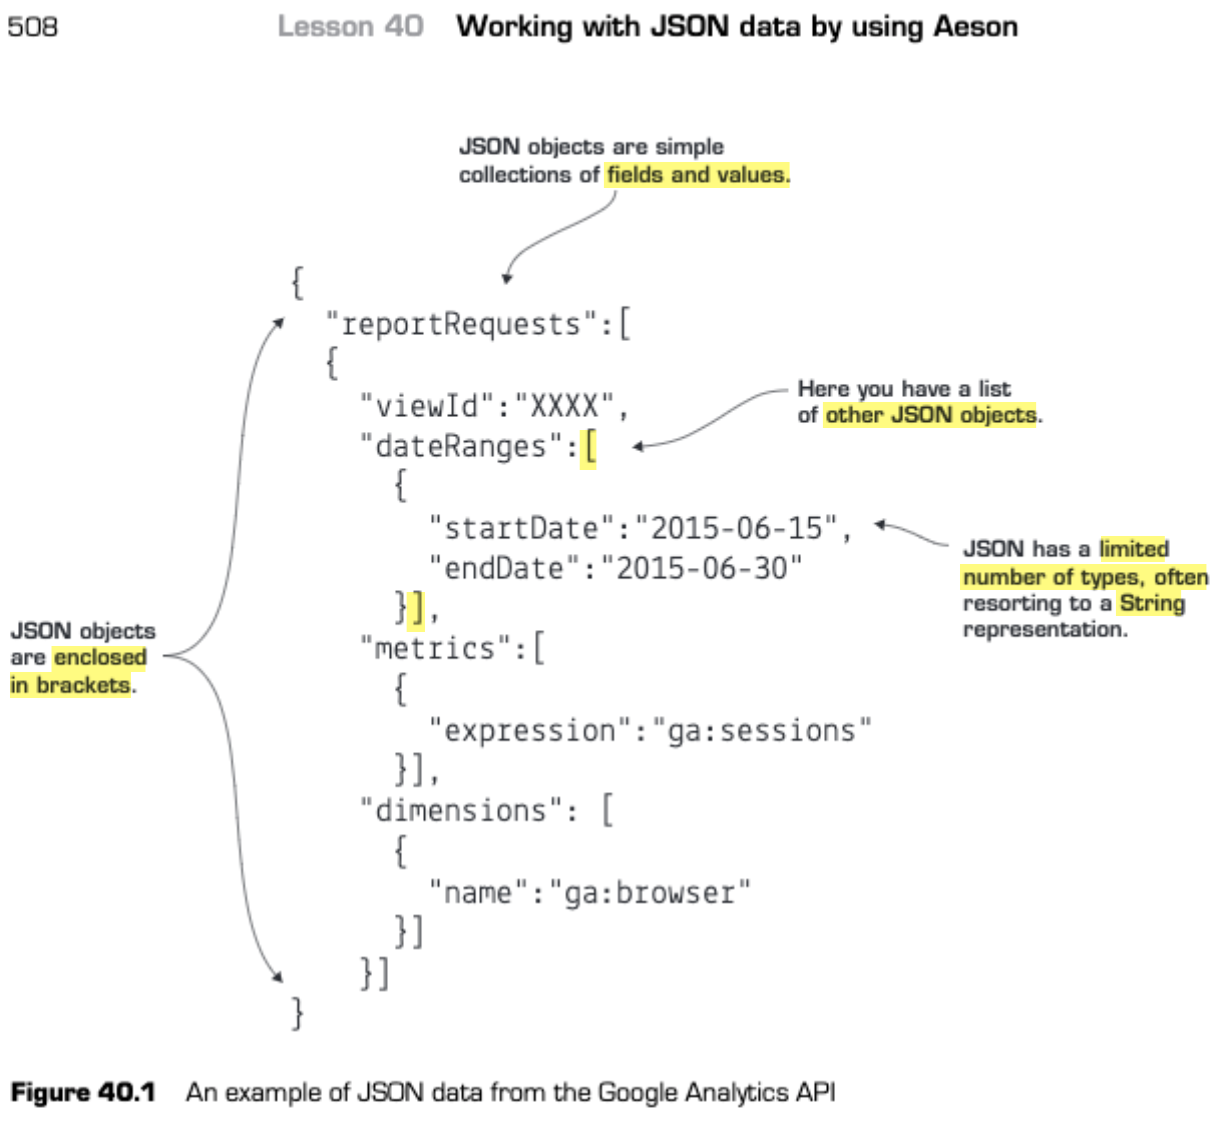 508 Lesson 40 Working with JSON data by using Aeson
JSON objects are simple
collections of fields and values.
{
"reportRequests":[
{
"viewId":"XXXX",
"dateRanges":[
{
"startDate":"2015-06-15",
"endDate":"2015-06-30"
}],
"metrics":[
{
"expression":"ga:sessions"
}],
"dimensions": [
{
"name":"ga:browser"
}]
}]
}
Here you have a list
of other JSON objects.
JSON has a limited
number of types, often
resorting to a String
representation.
JSON objects
are enclosed
in brackets.
Figure 40.1 An example of JSON data from the Google Analytics API